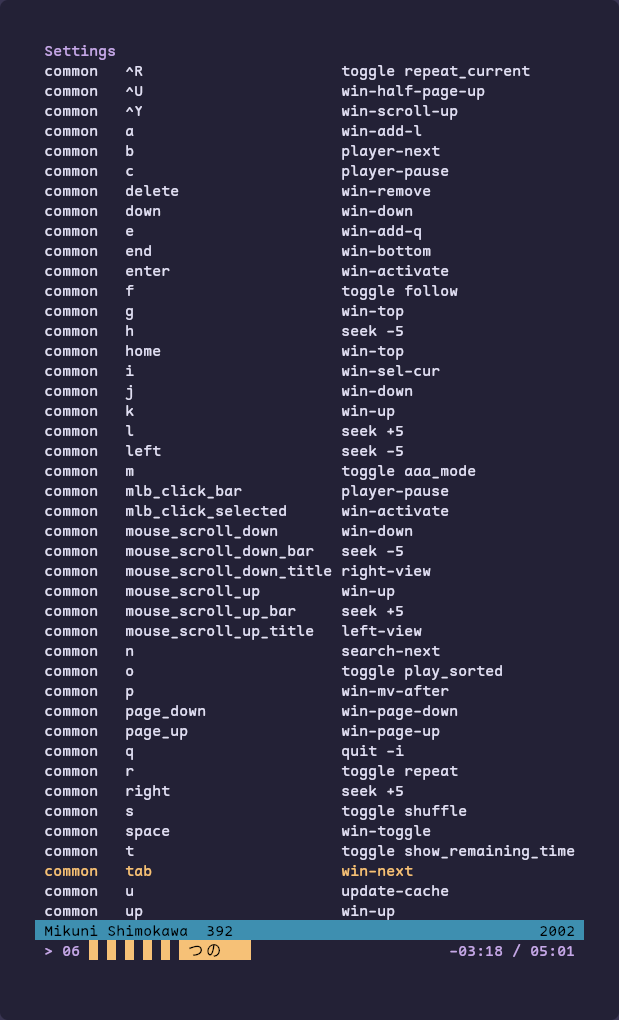 Settings
common ^R toggle repeat_current
common ^U win-half-page-up
common ^Y win-scroll-up
common a win-add-l
common b player-next
common c player-pause
common delete win-remove
common down win-down
common e win-add-q
common end win-bottom
common enter win-activate
common f toggle follow
common g win-top
common h seek -5
common home win-top
common i win-sel-cur
common j win-down
common k win-up
common l seek +5
common left seek -5
common m toggle aaa_mode
common mlb_click_bar player-pause
common mlb_click_selected win-activate
common mouse_scroll_down win-down
common mouse_scroll_down_bar seek -5
common mouse_scroll_down_title right-view
common mouse_scroll_up win-up
common mouse_scroll_up_bar seek +5
common mouse_scroll_up_title left-view
common n search-next
common o toggle play_sorted
common p win-mv-after
common page_down win-page-down
common page_up win-page-up
common q quit -i
common r toggle repeat
common right seek +5
common s toggle shuffle
common space win-toggle
common t toggle show_remaining_time
common tab win-next
common u update-cache
common up win-up
Mikuni Shimokawa 392 2002
> 06 つの -03:18 / 05:01